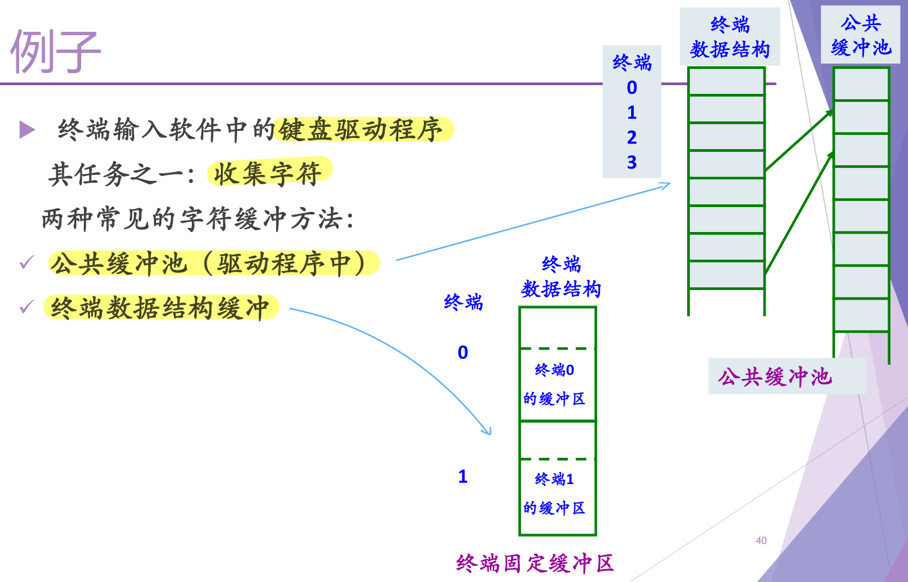 例子
终端输入软件中的键盘驱动程序
其任务之一：收集字符
两种常见的字符缓冲方法：
公共缓冲池（驱动程序中）
终端数据结构缓冲
终端
0
1
2
3
终端
数据结构
公共
缓冲池
公共缓冲池
终端
0
1
终端
数据结构
终端0
的缓冲区
终端1
的缓冲区
终端固定缓冲区
40